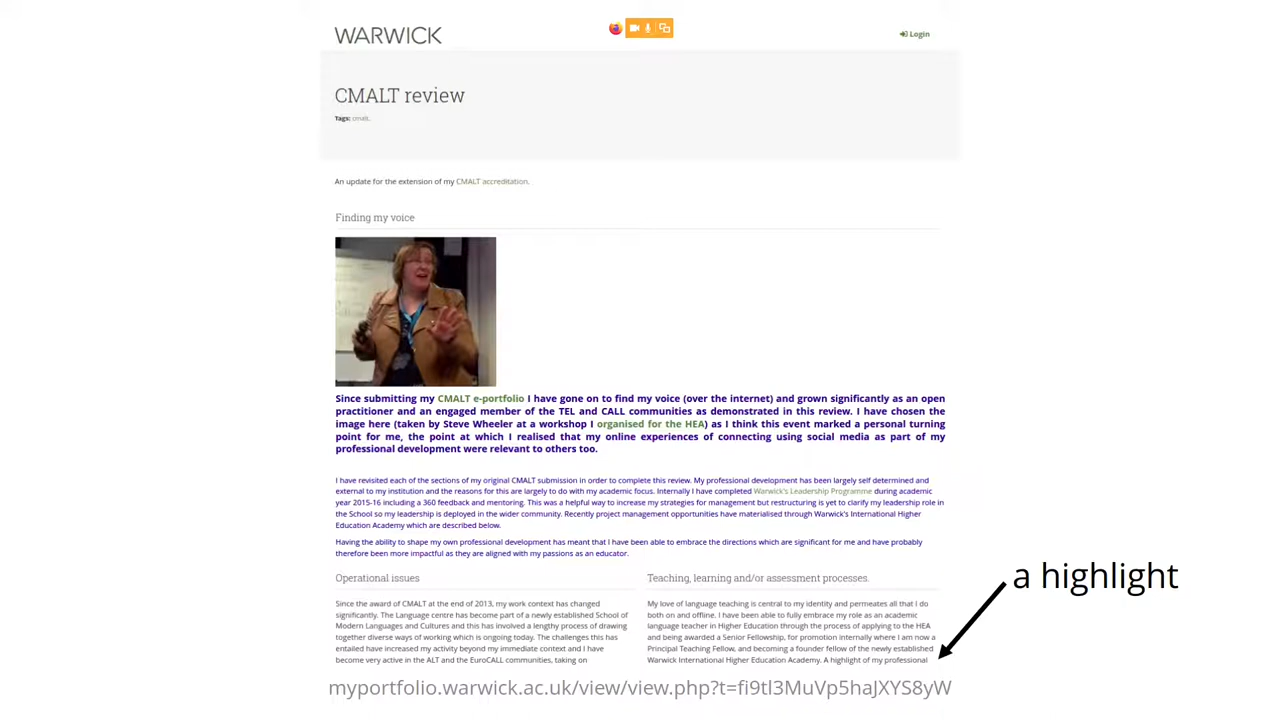 WARWICK
Login
CMALT review
Tags: cmalt.
An update for the extension of my CMALT accreditation.
Finding my voice
Since submitting my CMALT e-portfolio I have gone on to find my voice (over the internet) and grown significantly as an open
practitioner and an engaged member of the TEL and CALL communities as demonstrated in this review. I have chosen the
image here (taken by Steve Wheeler at a workshop I organised for the HEA) as I think this event marked a personal turning
point for me, the point at which I realised that my online experiences of connecting using social media as part of my
professional development were relevant to others too.
I have revisited each of the sections of my original CMALT submission in order to complete this review. My professional development has been largely self determined and
external to my institution and the reasons for this are largely to do with my academic focus. Internally I have completed Warwick's Leadership Programme during academic
year 2015-16 including a 360 feedback and mentoring. This was a helpful way to increase my strategies for management but restructuring is yet to clarify my leadership role in
the School so my leadership is deployed in the wider community. Recently project management opportunities have materialised through Warwick's International Higher
Education Academy which are described below.
Having the ability to shape my own professional development has meant that I have been able to embrace the directions which are significant for me and have probably
therefore been more impactful as they are aligned with my passions as an educator.
Operational issues
Since the award of CMALT at the end of 2013, my work context has changed
significantly. The Language centre has become part of a newly established School of
Modern Languages and Cultures and this has involved a lengthy process of drawing
together diverse ways of working which is ongoing today. The challenges this has
entailed have increased my activity beyond my immediate context and I have
become very active in the ALT and the EuroCALL communities, taking on
Teaching, learning and/or assessment processes.
My love of language teaching is central to my identity and permeates all that I do
both on and offline. I have been able to fully embrace my role as an academic
language teacher in Higher Education through the process of applying to the HEA
and being awarded a Senior Fellowship, for promotion internally where I am now a
Principal Teaching Fellow, and becoming a founder fellow of the newly established
Warwick International Higher Education Academy. A highlight of my professional
a highlight
myportfolio.warwick.ac.uk/view/view.php?t=fi9tl3MuVp5haJXYS8yW